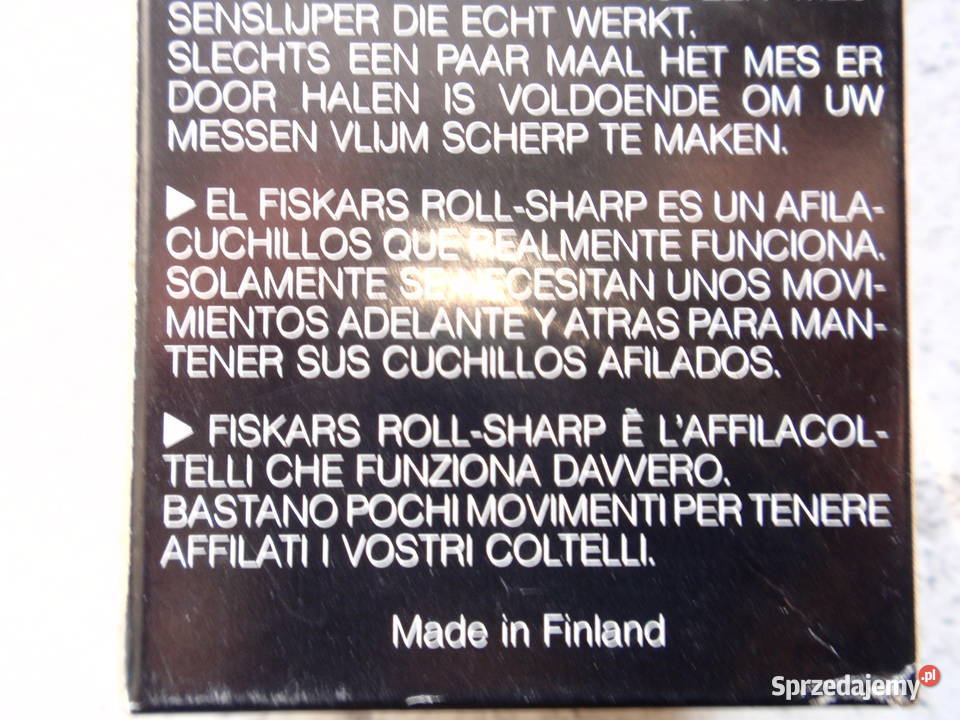 SENSLIJPER DIE ECHT WERKT.
SLECHTS EEN PAAR MAAL HET MES ER
DOOR HALEN IS VOLDOENDE OM UW
MESSEN VLIJM SCHERP TE MAKEN.
▶ EL FISKARS ROLL-SHARP ES UN AFILA-
CUCHILLOS QUE REALMENTE FUNCIONA.
SOLAMENTE SE NECESITAN UNOS MOVI-
MIENTOS ADELANTE Y ATRAS PARA MAN-
TENER SUS CUCHILLOS AFILADOS.
▶ FISKARS ROLL-SHARP Ẽ L'AFFILACOL-
TELLI CHE FUNZIONA DAVVERO.
BASTANO POCHI MOVIMENTI PER TENERE
AFFILATI I VOSTRI COLTELLI.
Made in Finland
Sprzedajemy.pl